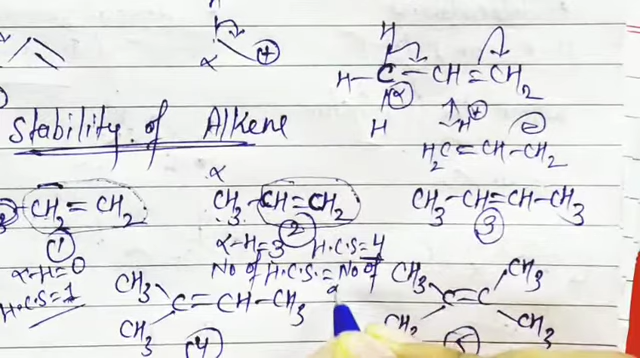 H
α +
H
H-C-CH=CH2
α
H
H+
Stability of Alkene
H2C=CH-CH2
α
CH2=CH2 CH3-CH=CH2 CH3-CH=CH-CH3
1 2 3
α-H=0 α-H=3 H.C.S=4
H.C.S=1 No of H.C.S.=No of α
CH3 CH3 CH3
C=CH-CH3 C=C
CH3 CH3 CH3
4 5